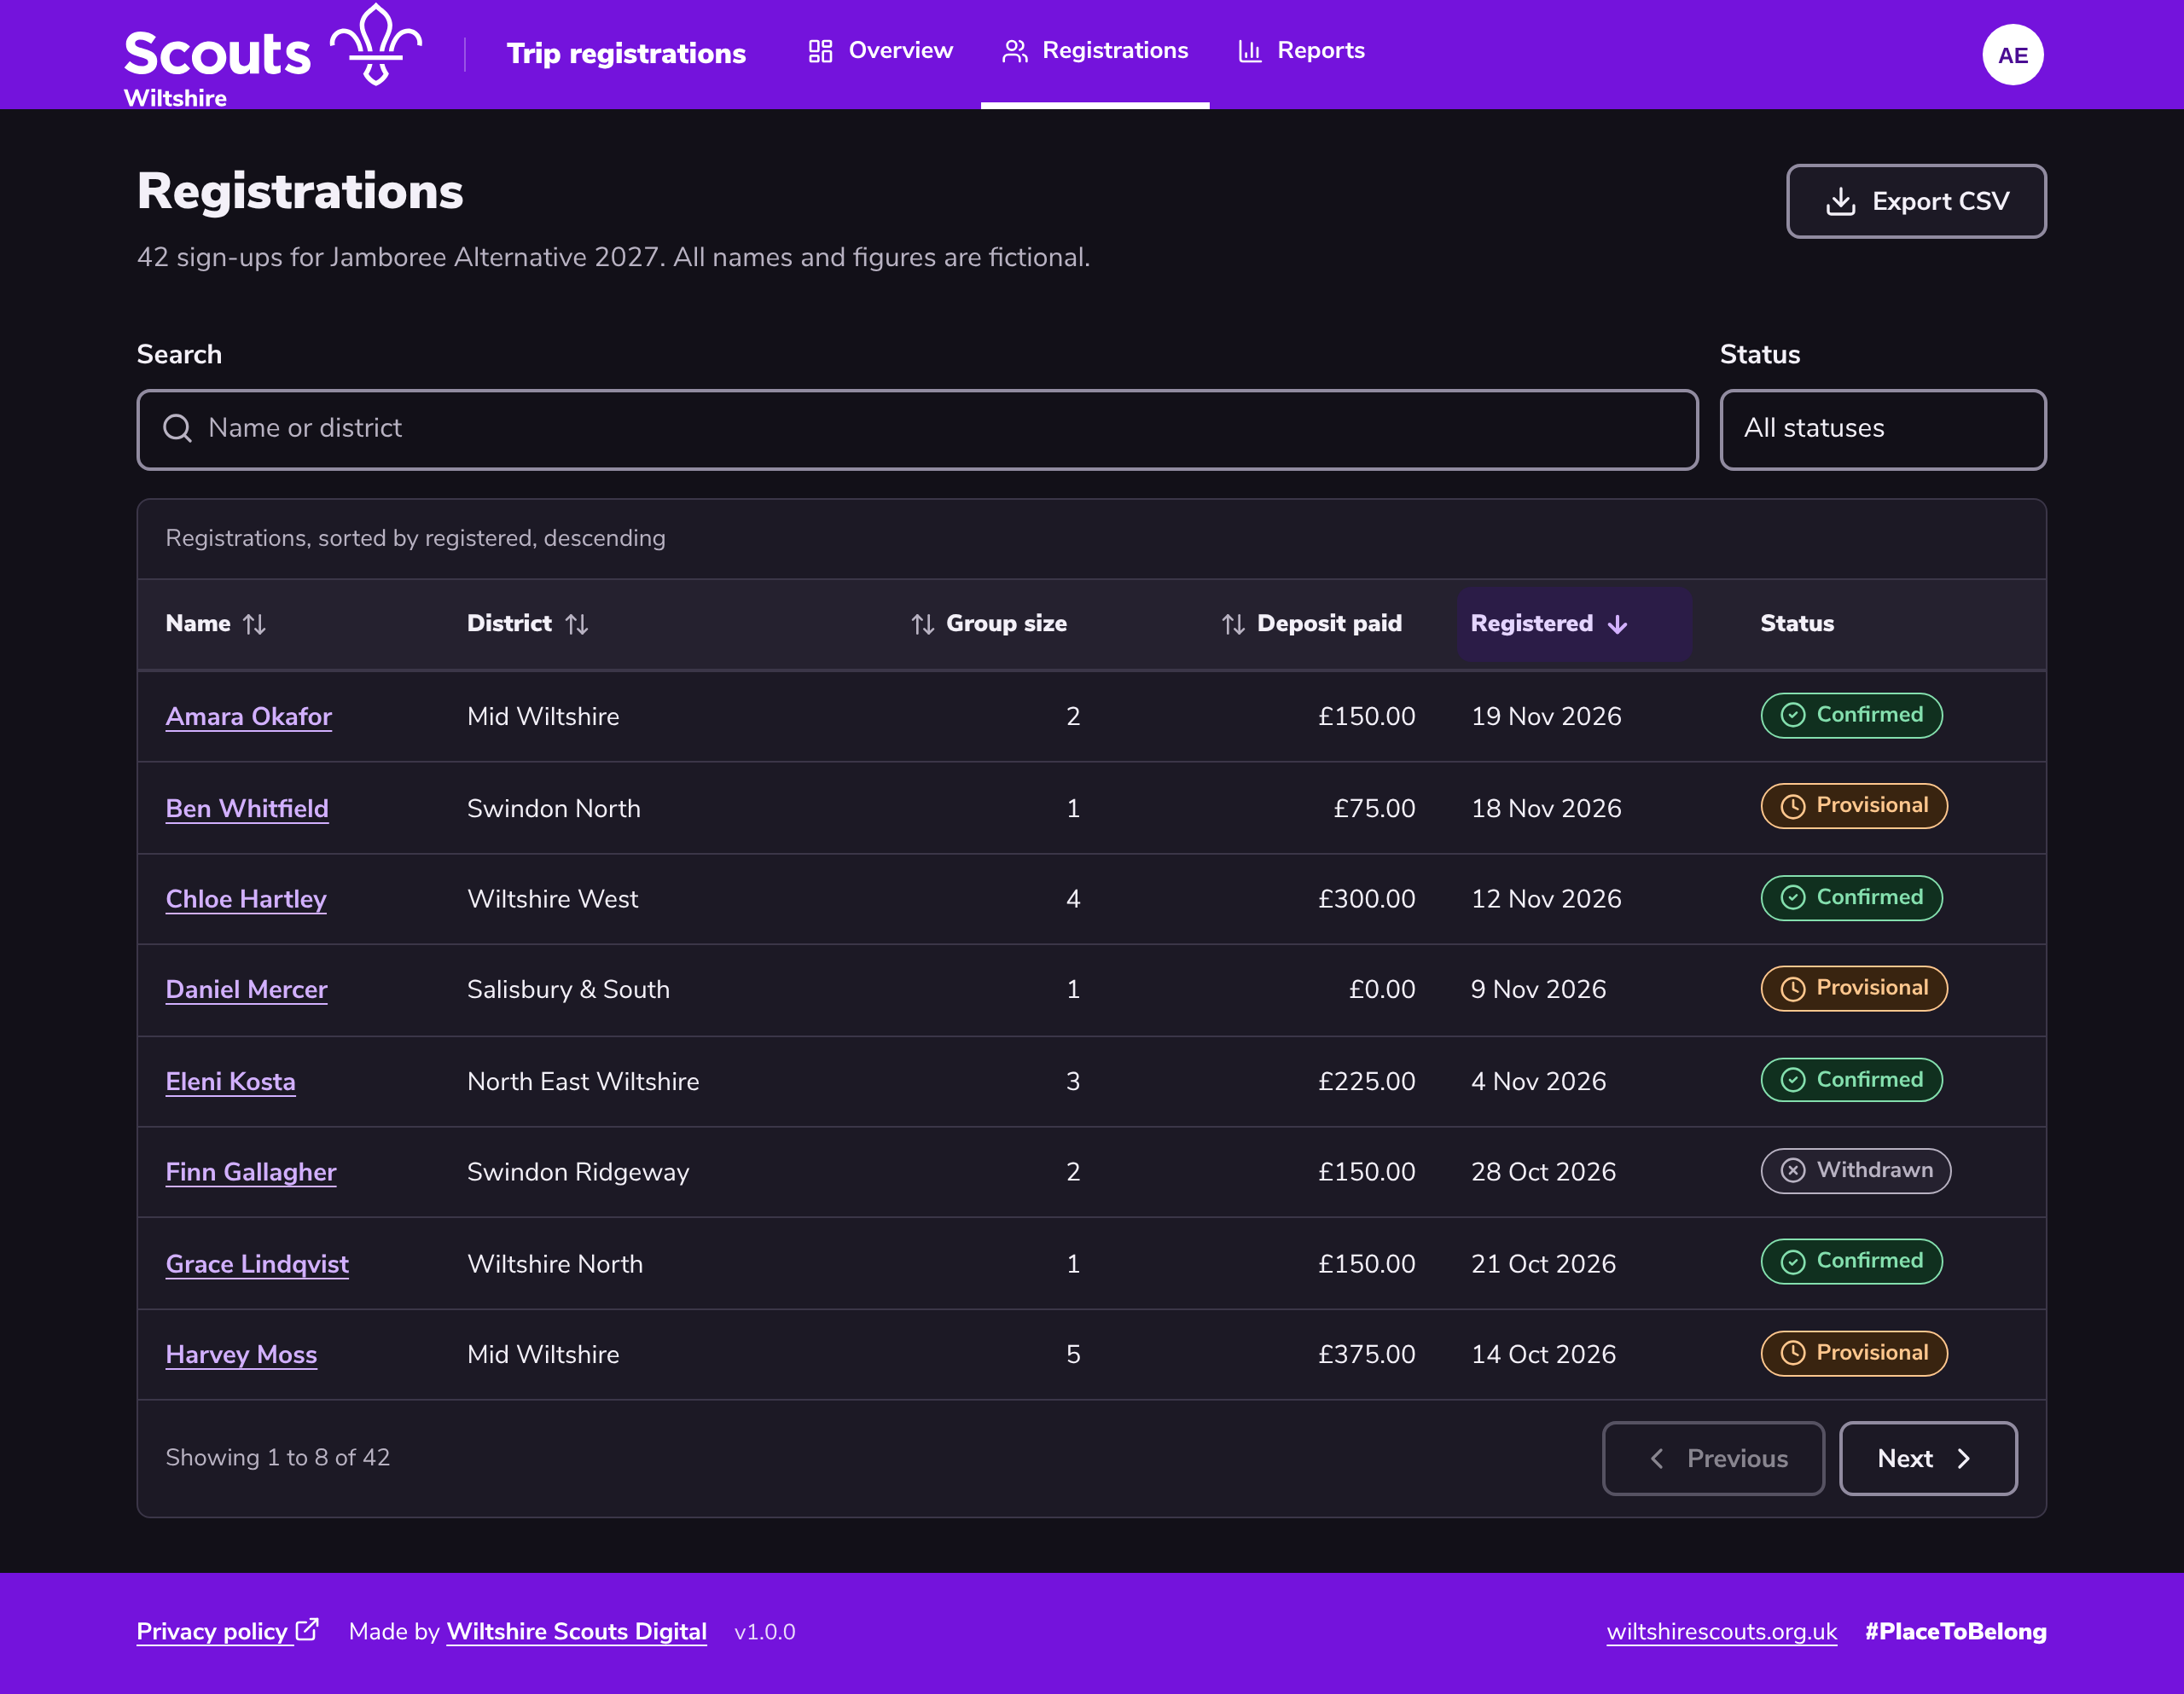 Scouts
Wiltshire
Trip registrations
Overview
Registrations
Reports
AE
Registrations
Export CSV
42 sign-ups for Jamboree Alternative 2027. All names and figures are fictional.
Search
Status
Name or district
All statuses
Registrations, sorted by registered, descending
Name District Group size Deposit paid Registered Status
Amara Okafor Mid Wiltshire 2 £150.00 19 Nov 2026 Confirmed
Ben Whitfield Swindon North 1 £75.00 18 Nov 2026 Provisional
Chloe Hartley Wiltshire West 4 £300.00 12 Nov 2026 Confirmed
Daniel Mercer Salisbury & South 1 £0.00 9 Nov 2026 Provisional
Eleni Kosta North East Wiltshire 3 £225.00 4 Nov 2026 Confirmed
Finn Gallagher Swindon Ridgeway 2 £150.00 28 Oct 2026 Withdrawn
Grace Lindqvist Wiltshire North 1 £150.00 21 Oct 2026 Confirmed
Harvey Moss Mid Wiltshire 5 £375.00 14 Oct 2026 Provisional
Showing 1 to 8 of 42
Previous
Next
Privacy policy Made by Wiltshire Scouts Digital v1.0.0
wiltshirescouts.org.uk #PlaceToBelong